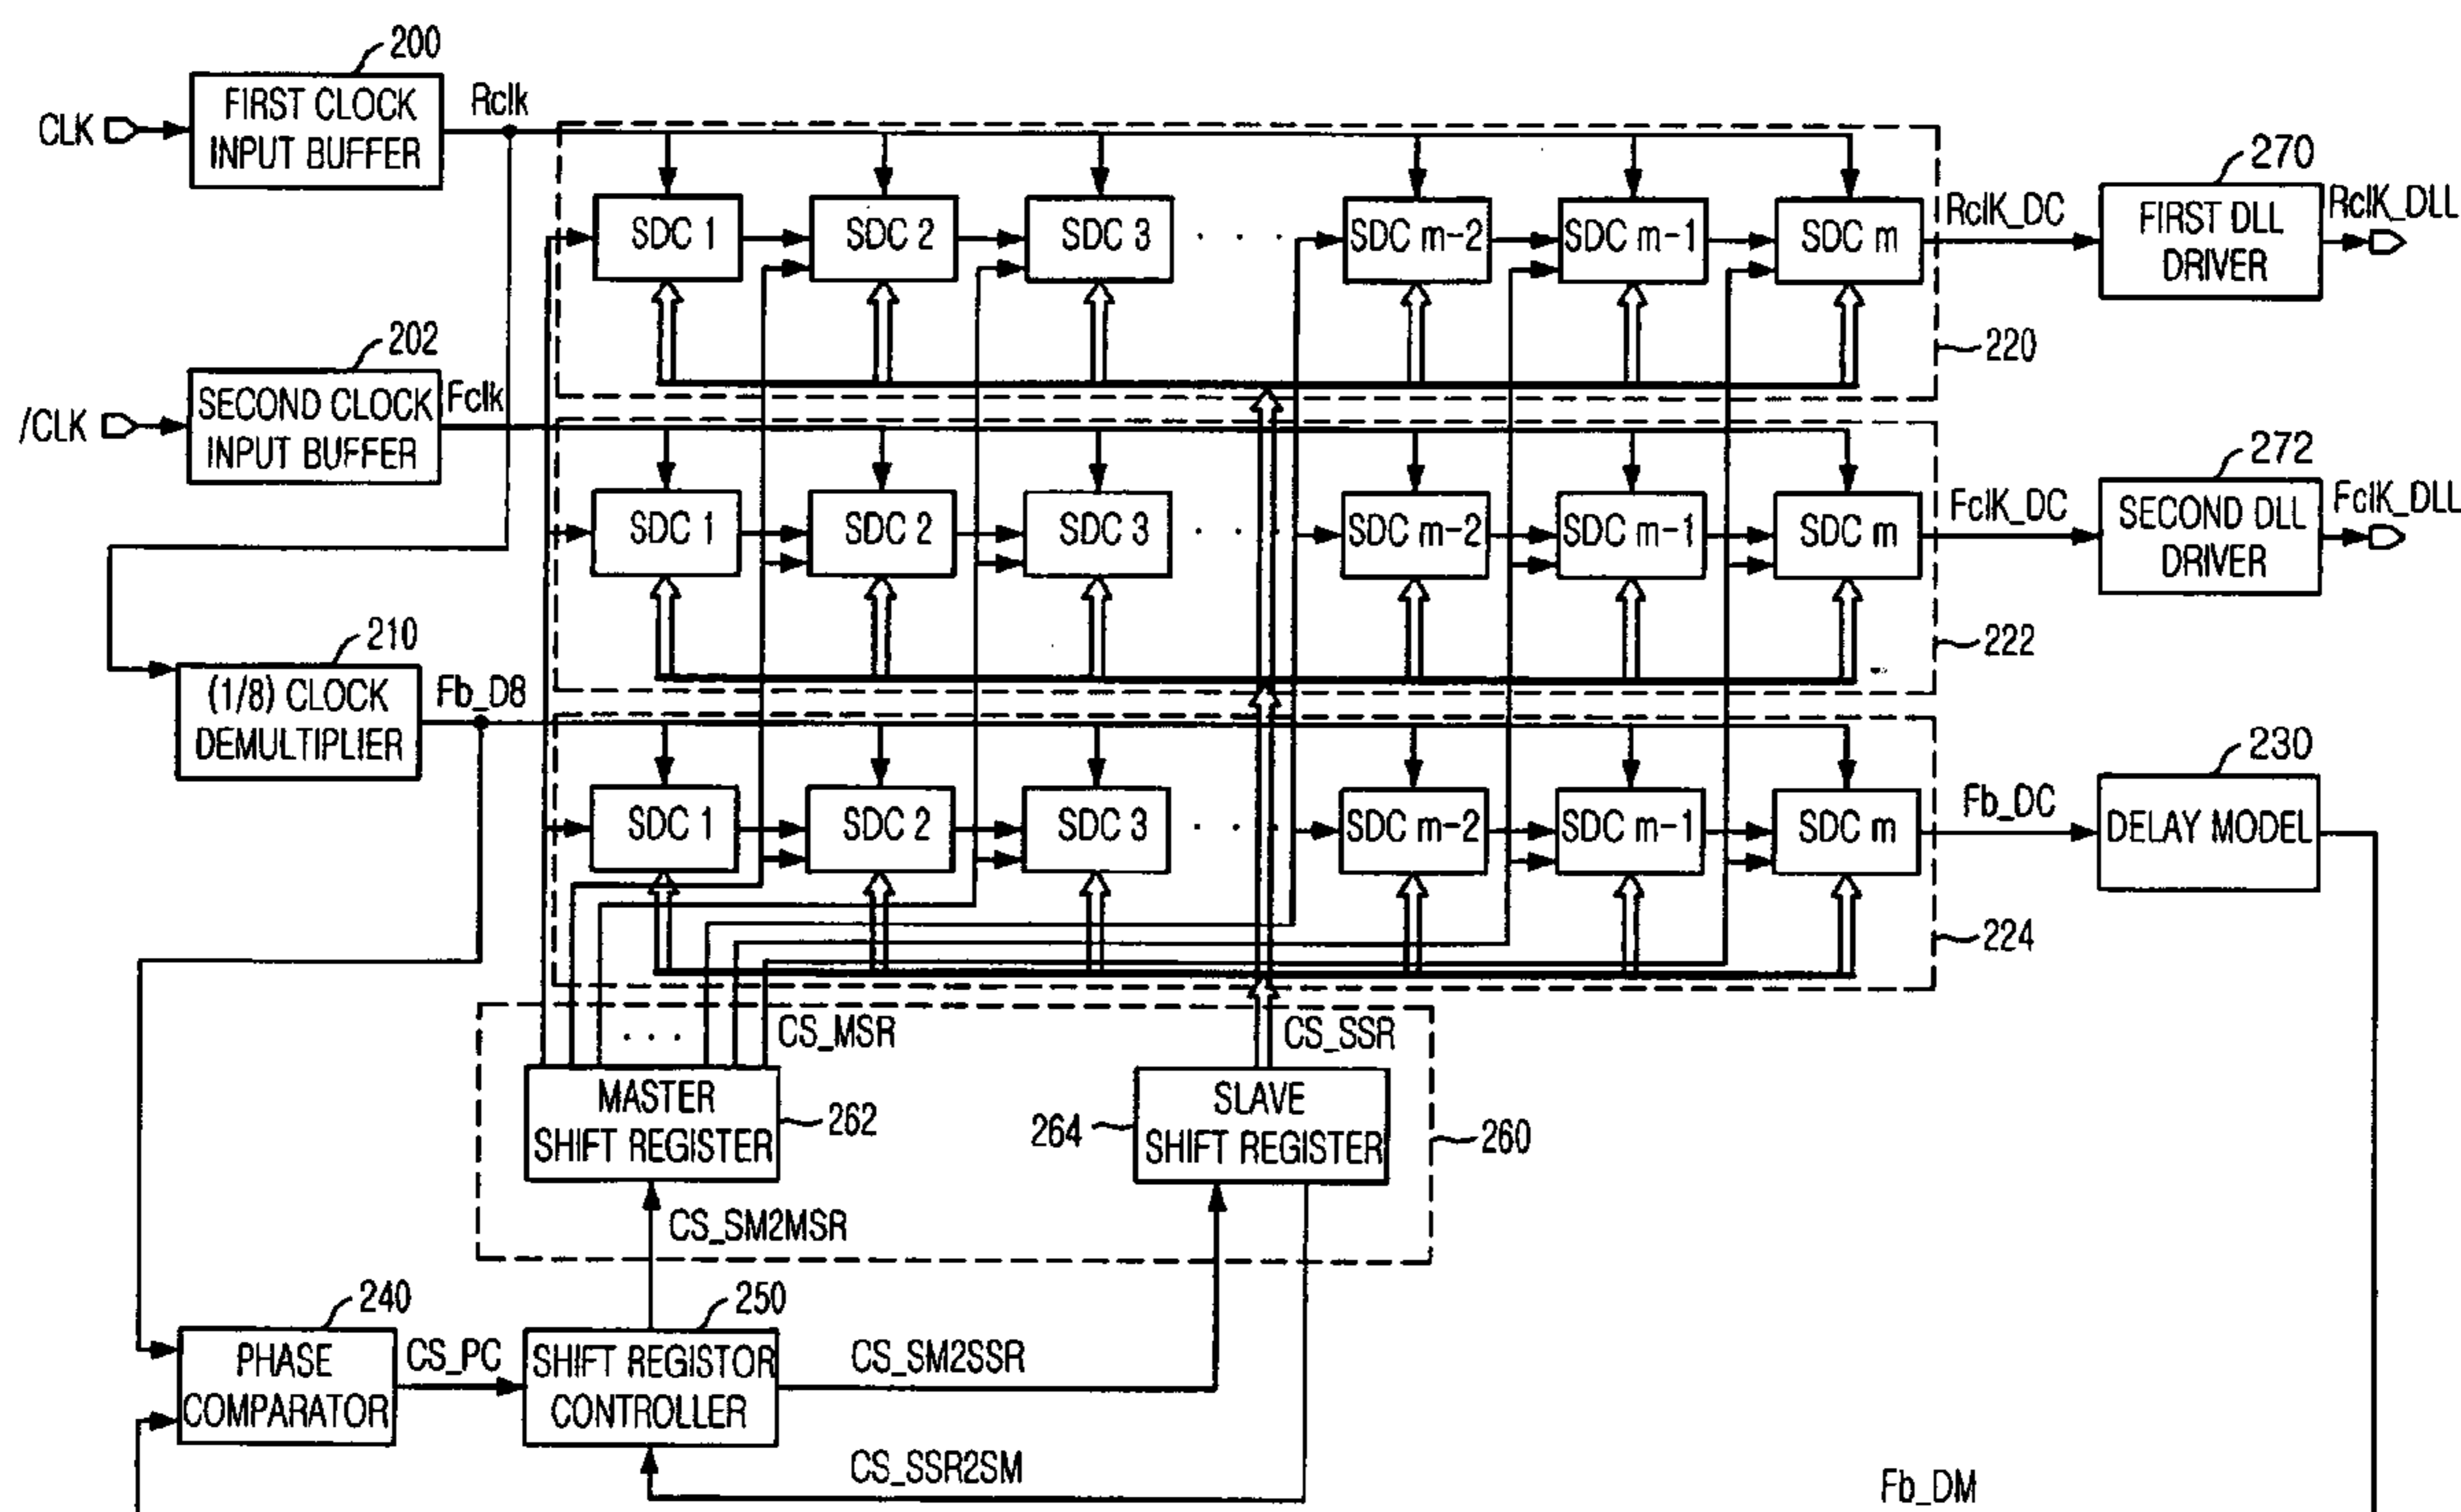 200
CLK
FIRST CLOCK
INPUT BUFFER
Rclk
SDC 1
SDC 2
SDC 3
. . .
SDC m-2
SDC m-1
SDC m
RclK_DC
270
FIRST DLL
DRIVER
RclK_DLL
220
202
/CLK
SECOND CLOCK
INPUT BUFFER
Fclk
SDC 1
SDC 2
SDC 3
. . .
SDC m-2
SDC m-1
SDC m
FclK_DC
272
SECOND DLL
DRIVER
FclK_DLL
222
210
(1/8) CLOCK
DEMULTIPLIER
Fb_D8
SDC 1
SDC 2
SDC 3
. . .
SDC m-2
SDC m-1
SDC m
Fb_DC
230
DELAY MODEL
224
. . .
CS_MSR
CS_SSR
MASTER
SHIFT REGISTER
262
264
SLAVE
SHIFT REGISTER
260
CS_SM2MSR
240
PHASE
COMPARATOR
CS_PC
250
SHIFT REGISTOR
CONTROLLER
CS_SM2SSR
CS_SSR2SM
Fb_DM